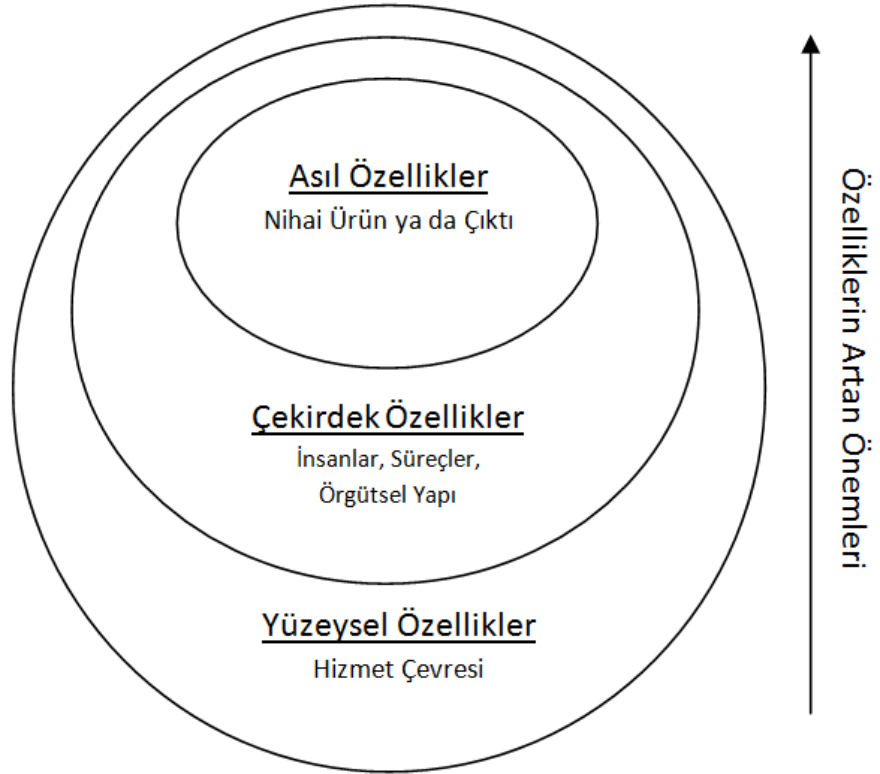 Asıl Özellikler
Nihai Ürün ya da Çıktı
Çekirdek Özellikler
İnsanlar, Süreçler,
Örgütsel Yapı
Yüzeysel Özellikler
Hizmet Çevresi
Özelliklerin Artan Önemleri